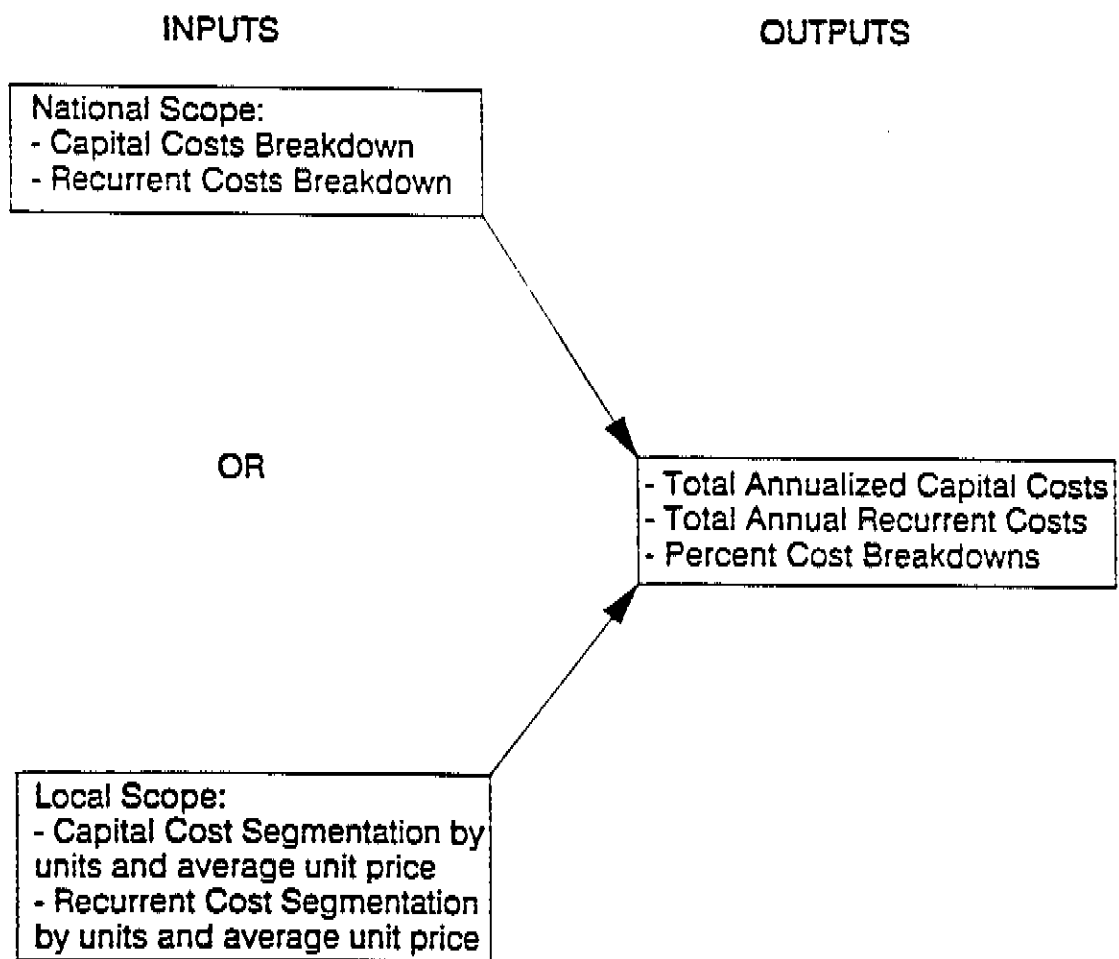 INPUTS
OUTPUTS
National Scope:
- Capital Costs Breakdown
- Recurrent Costs Breakdown
OR
- Total Annualized Capital Costs
- Total Annual Recurrent Costs
- Percent Cost Breakdowns
Local Scope:
- Capital Cost Segmentation by
units and average unit price
- Recurrent Cost Segmentation
by units and average unit price